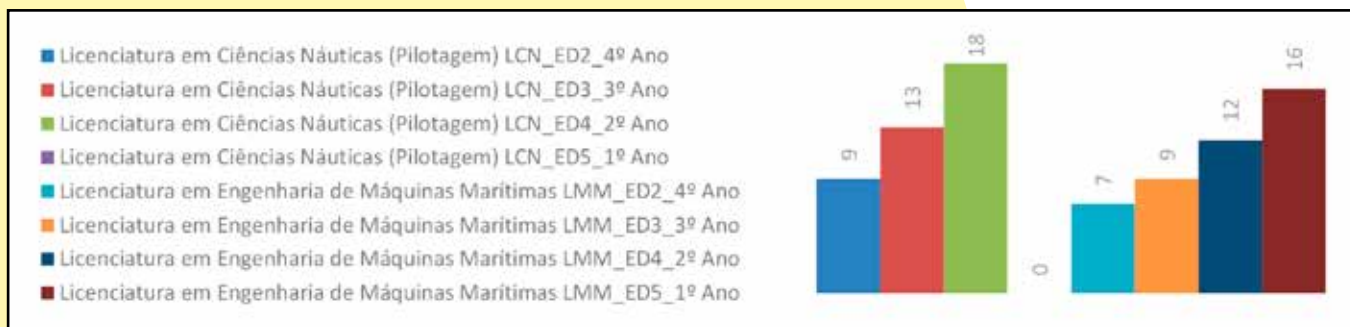 Licenciatura em Ciências Náuticas (Pilotagem) LCN_ED2_4º Ano
Licenciatura em Ciências Náuticas (Pilotagem) LCN_ED3_3º Ano
Licenciatura em Ciências Náuticas (Pilotagem) LCN_ED4_2º Ano
Licenciatura em Ciências Náuticas (Pilotagem) LCN_ED5_1º Ano
Licenciatura em Engenharia de Máquinas Marítimas LMM_ED2_4º Ano
Licenciatura em Engenharia de Máquinas Marítimas LMM_ED3_3º Ano
Licenciatura em Engenharia de Máquinas Marítimas LMM_ED4_2º Ano
Licenciatura em Engenharia de Máquinas Marítimas LMM_ED5_1º Ano
9
13
18
0
7
9
12
16